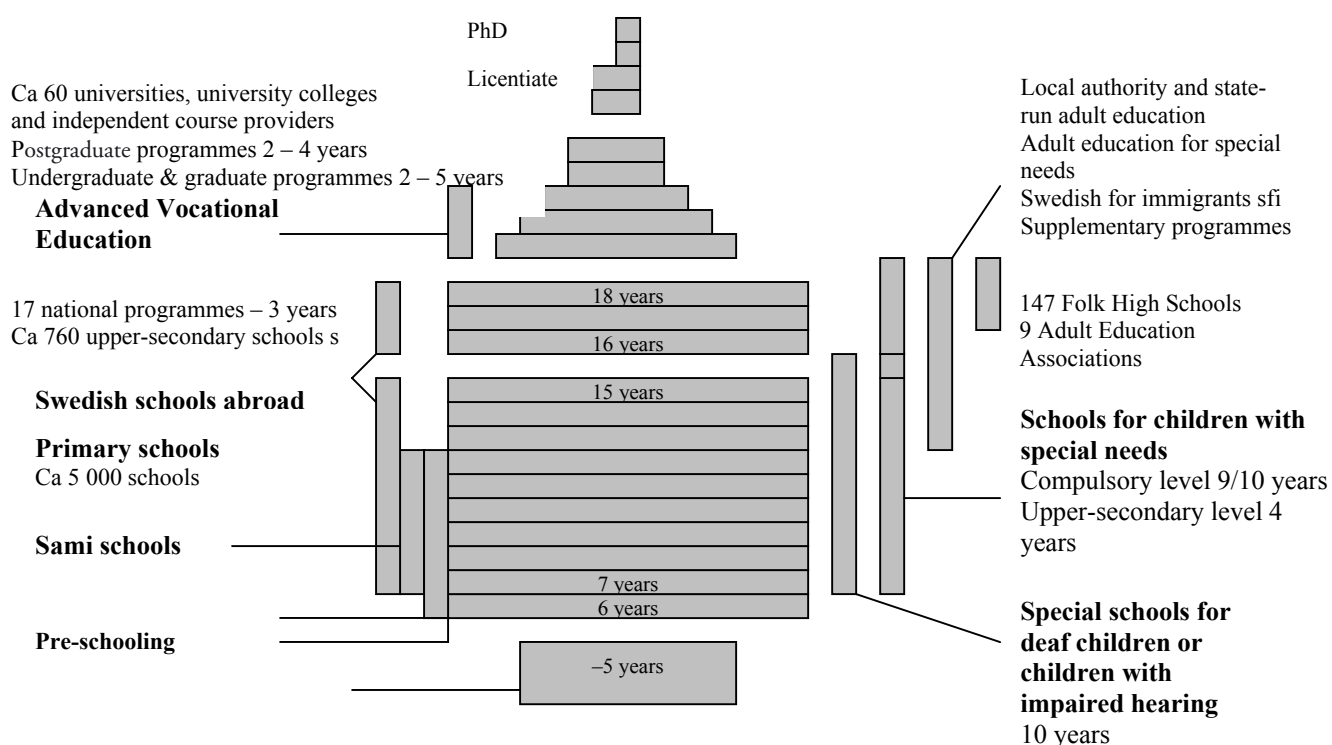 PhD
Licentiate
Ca 60 universities, university colleges
and independent course providers
Postgraduate programmes 2 – 4 years
Undergraduate & graduate programmes 2 – 5 years
Advanced Vocational
Education
17 national programmes – 3 years
Ca 760 upper-secondary schools s
Swedish schools abroad
Primary schools
Ca 5 000 schools
Sami schools
Pre-schooling
18 years
16 years
15 years
7 years
6 years
–5 years
Local authority and state-
run adult education
Adult education for special
needs
Swedish for immigrants sfi
Supplementary programmes
147 Folk High Schools
9 Adult Education
Associations
Schools for children with
special needs
Compulsory level 9/10 years
Upper-secondary level 4
years
Special schools for
deaf children or
children with
impaired hearing
10 years